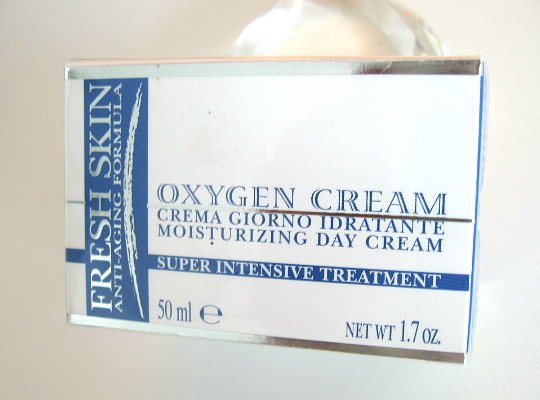 FRESH SKIN
ANTI-AGING FORMULA
OXYGEN CREAM
CREMA GIORNO IDRATANTE
MOISTURIZING DAY CREAM
SUPER INTENSIVE TREATMENT
50 ml ℮
NET WT 1.7 oz.